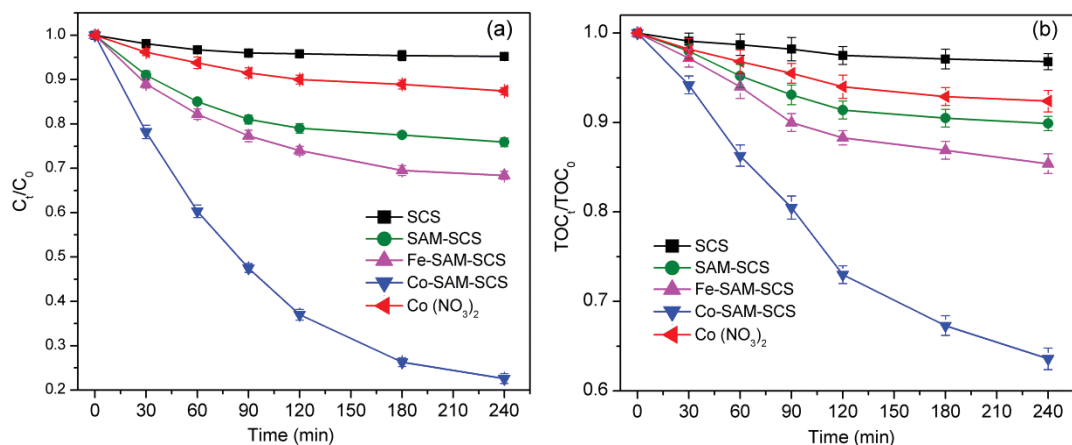 (a)
1.0
0.9
0.8
0.7
0.6
0.5
0.4
0.3
0.2
Cₜ/C₀
SCS
SAM-SCS
Fe-SAM-SCS
Co-SAM-SCS
Co (NO₃)₂
0 30 60 90 120 150 180 210 240
Time (min)
(b)
1.0
0.9
0.8
0.7
0.6
TOCₜ/TOC₀
SCS
SAM-SCS
Fe-SAM-SCS
Co-SAM-SCS
Co (NO₃)₂
0 30 60 90 120 150 180 210 240
Time (min)